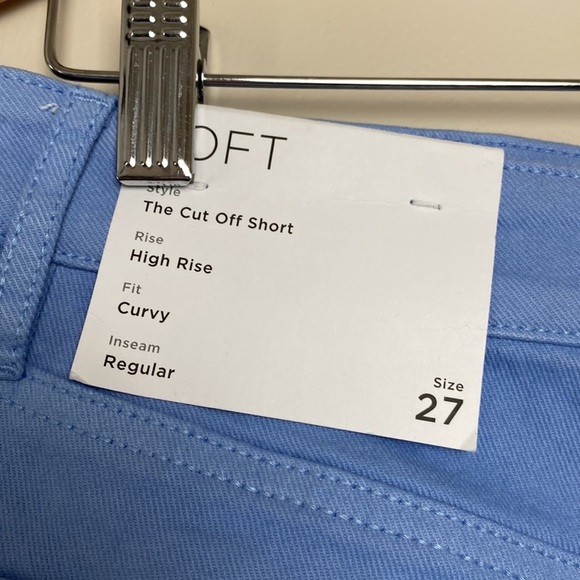 OFT
Style
The Cut Off Short
Rise
High Rise
Fit
Curvy
Inseam
Regular
Size
27